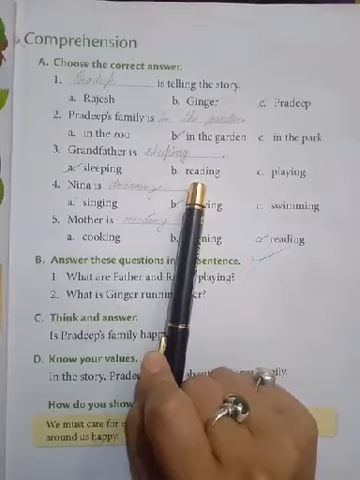 Comprehension
A. Choose the correct answer.
1. Pradeep is telling the story.
a. Rajesh b. Ginger c. Pradeep
2. Pradeep's family is in the garden
a. in the zoo b. in the garden c. in the park
3. Grandfather is sleeping.
a. sleeping b. reading c. playing
4. Nina is drawing
a. singing b. c. swimming
5. Mother is reading
a. cooking b. c. reading
B. Answer these questions in sentence.
1. What are Father and playing?
2. What is Ginger
C. Think and answer.
Is Pradeep's family
D. Know your values.
In the story,
How do you show
We must care for
around us happy.